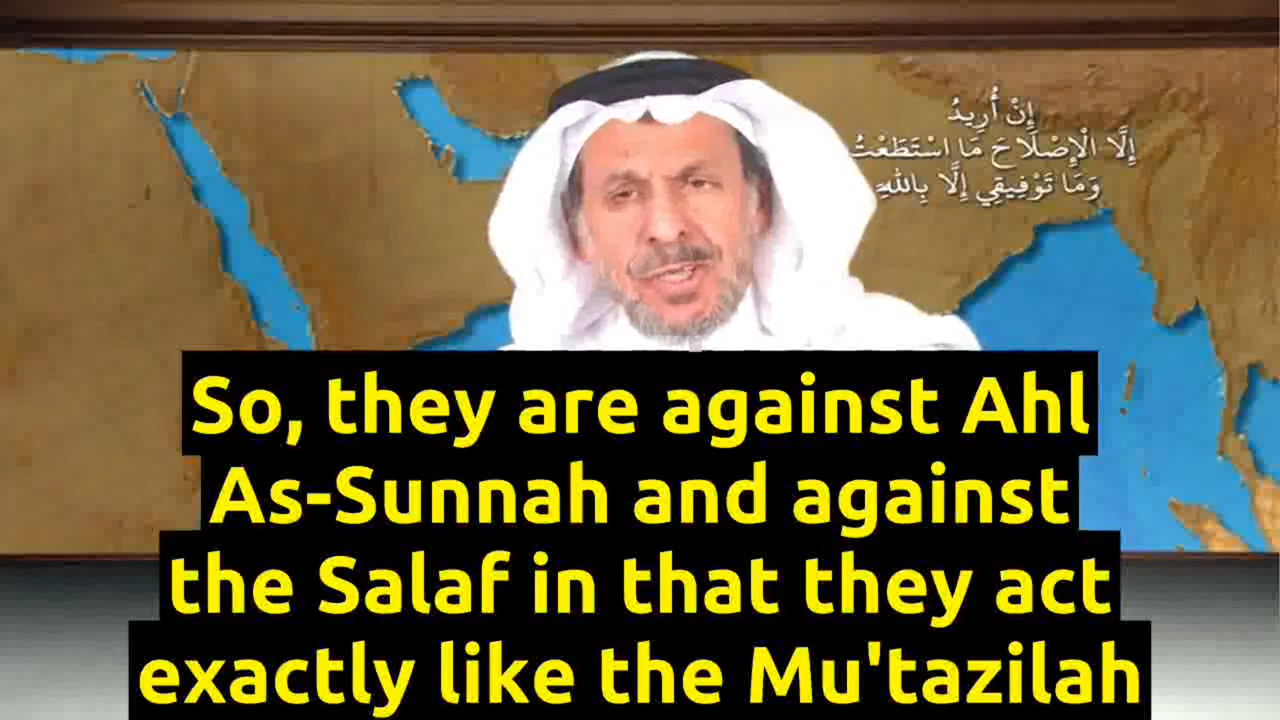 إِنْ أُرِيدُ
إِلَّا الْإِصْلَاحَ مَا اسْتَطَعْتُ
وَمَا تَوْفِيقِي إِلَّا بِاللَّهِ
So, they are against Ahl
As-Sunnah and against
the Salaf in that they act
exactly like the Mu'tazilah